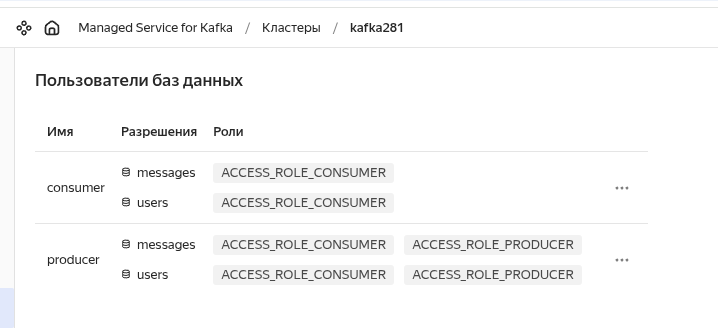 Managed Service for Kafka / Кластеры / kafka281
Пользователи баз данных
Имя Разрешения Роли
consumer
messages ACCESS_ROLE_CONSUMER
users ACCESS_ROLE_CONSUMER
producer
messages ACCESS_ROLE_CONSUMER ACCESS_ROLE_PRODUCER
users ACCESS_ROLE_CONSUMER ACCESS_ROLE_PRODUCER